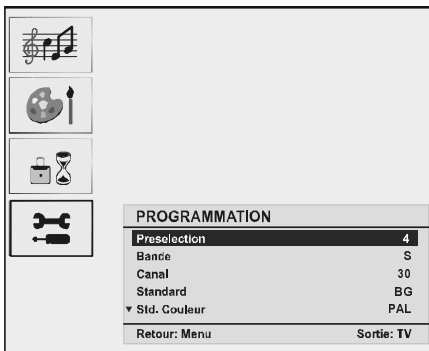 PROGRAMMATION
Preselection 4
Bande S
Canal 30
Standard BG
▼ Std. Couleur PAL
Retour: Menu Sortie: TV